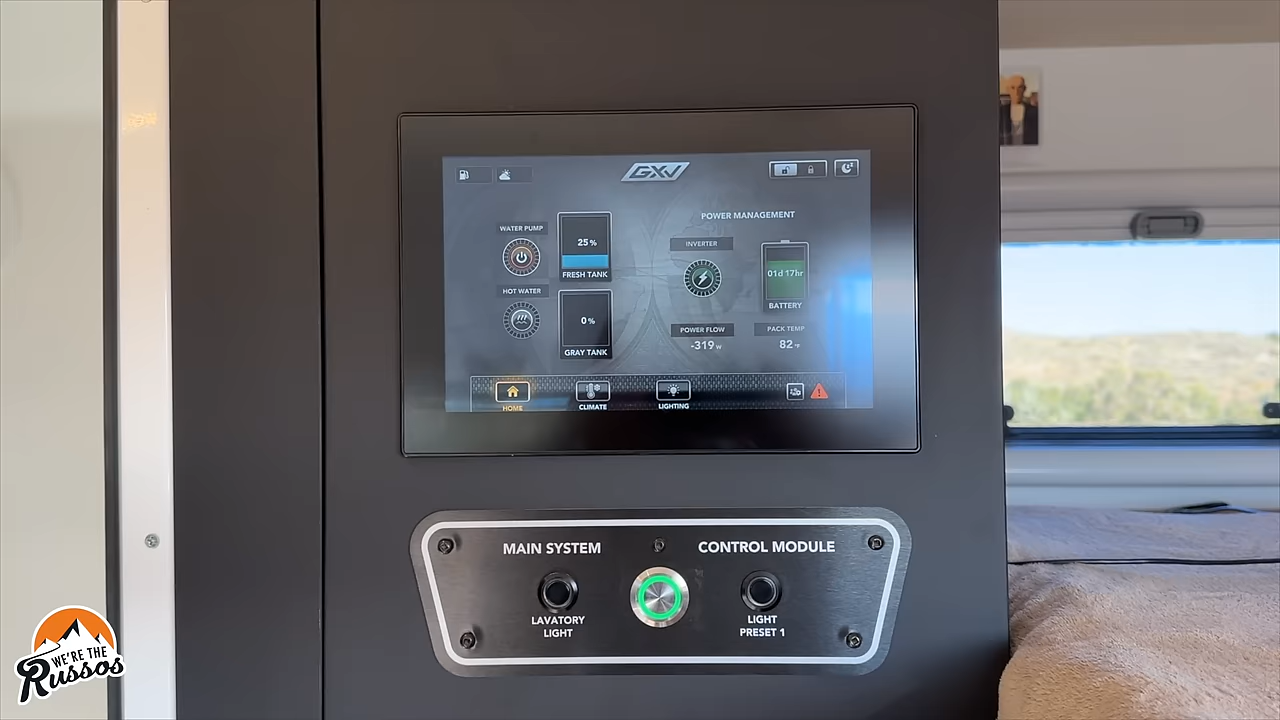 GXV
WATER PUMP
25 %
FRESH TANK
HOT WATER
0 %
GRAY TANK
POWER MANAGEMENT
INVERTER
01d 17hr
BATTERY
POWER FLOW
-319 W
PACK TEMP
82 °F
HOME
CLIMATE
LIGHTING
MAIN SYSTEM
CONTROL MODULE
LAVATORY
LIGHT
LIGHT
PRESET 1
WE'RE THE
RUSSOS